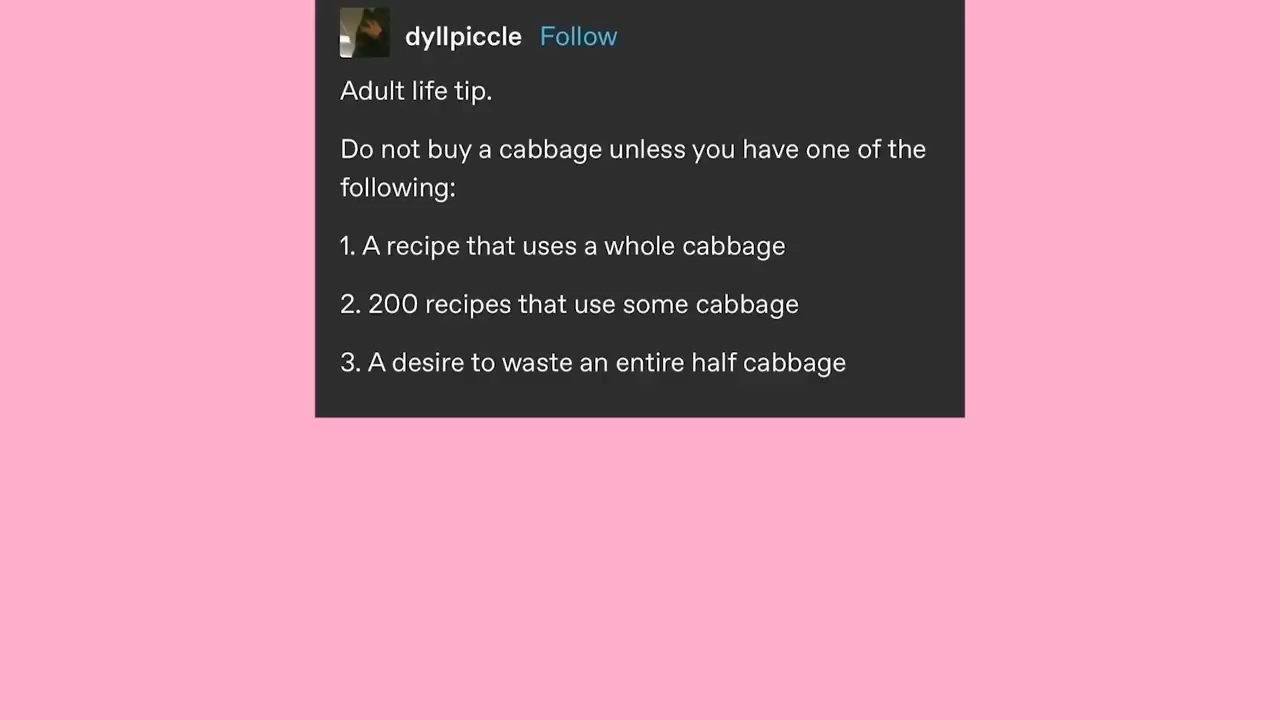 dyllpiccle Follow
Adult life tip.
Do not buy a cabbage unless you have one of the
following:
1. A recipe that uses a whole cabbage
2. 200 recipes that use some cabbage
3. A desire to waste an entire half cabbage